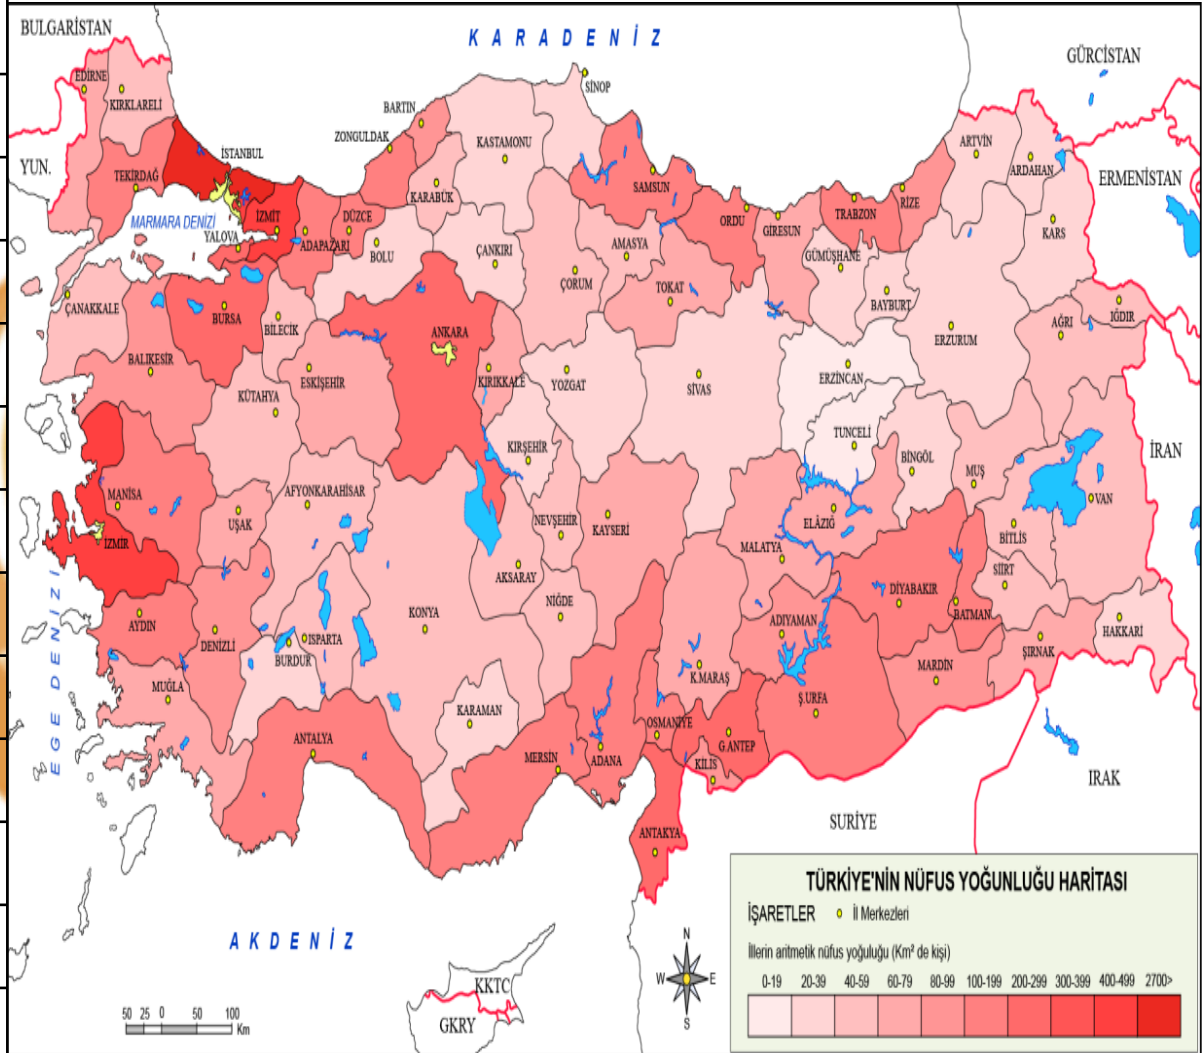 BULGARİSTAN
KARADENİZ
GÜRCİSTAN
EDİRNE
KIRKLARELİ
SİNOP
BARTIN
ZONGULDAK
KASTAMONU
ARTVİN
ARDAHAN
YUN.
İSTANBUL
TEKİRDAĞ
KARABÜK
SAMSUN
RİZE
ERMENİSTAN
MARMARA DENİZİ
İZMİT
DÜZCE
ORDU
GİRESUN
TRABZON
KARS
YALOVA
ADAPAZARI
BOLU
ÇANKIRI
AMASYA
GÜMÜŞHANE
ÇORUM
TOKAT
BAYBURT
IĞDIR
ÇANAKKALE
BURSA
BİLECİK
ANKARA
AĞRI
ERZURUM
BALIKESİR
ESKİŞEHİR
KIRIKKALE
YOZGAT
SİVAS
ERZİNCAN
KÜTAHYA
TUNCELİ
KIRŞEHİR
BİNGÖL
MUŞ
İRAN
MANİSA
AFYONKARAHİSAR
VAN
UŞAK
NEVŞEHİR
KAYSERİ
ELÂZIĞ
BİTLİS
İZMİR
MALATYA
SİİRT
AKSARAY
DİYABAKIR
NİĞDE
BATMAN
AYDIN
KONYA
ADIYAMAN
HAKKARİ
DENİZLİ
ISPARTA
BURDUR
ŞIRNAK
EGE DENİZİ
MUĞLA
K.MARAŞ
MARDİN
Ş.URFA
KARAMAN
OSMANİYE
ANTALYA
G.ANTEP
MERSİN
ADANA
KİLİS
IRAK
SURİYE
ANTAKYA
AKDENİZ
KKTC
GKRY
N
W E
S
50 25 0 50 100
Km
TÜRKİYE'NİN NÜFUS YOĞUNLUĞU HARİTASI
İŞARETLER İl Merkezleri
İllerin aritmetik nüfus yoğuluğu (Km² de kişi)
0-19 20-39 40-59 60-79 80-99 100-199 200-299 300-399 400-499 2700>